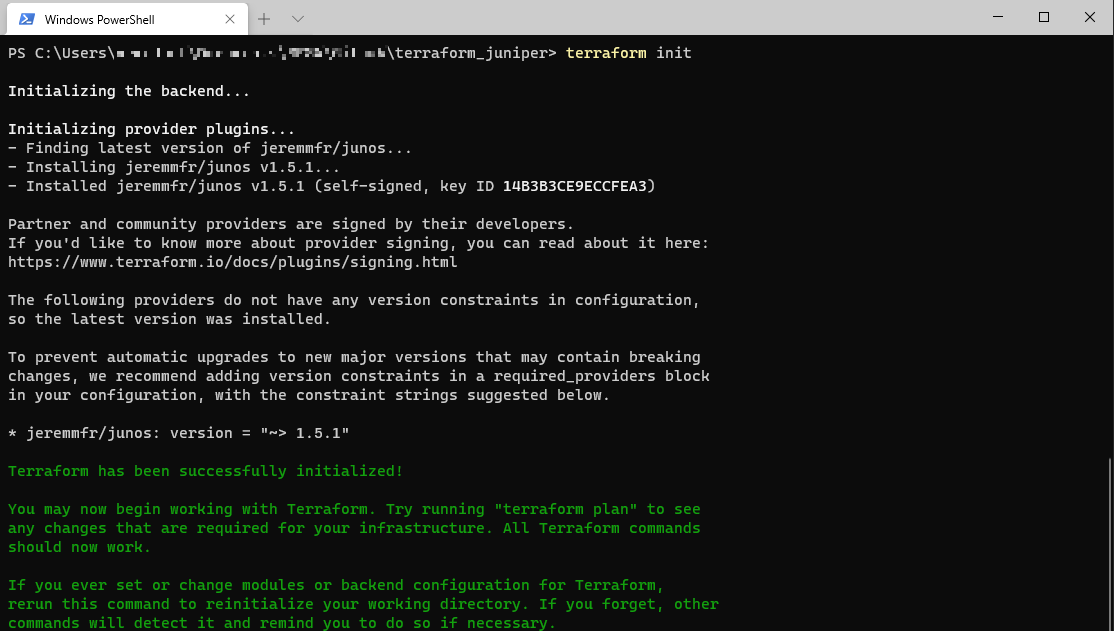 Windows PowerShell
PS C:\Users\ \terraform_juniper> terraform init
Initializing the backend...
Initializing provider plugins...
- Finding latest version of jeremmfr/junos...
- Installing jeremmfr/junos v1.5.1...
- Installed jeremmfr/junos v1.5.1 (self-signed, key ID 14B3B3CE9ECCFEA3)
Partner and community providers are signed by their developers.
If you'd like to know more about provider signing, you can read about it here:
https://www.terraform.io/docs/plugins/signing.html
The following providers do not have any version constraints in configuration,
so the latest version was installed.
To prevent automatic upgrades to new major versions that may contain breaking
changes, we recommend adding version constraints in a required_providers block
in your configuration, with the constraint strings suggested below.
* jeremmfr/junos: version = "~> 1.5.1"
Terraform has been successfully initialized!
You may now begin working with Terraform. Try running "terraform plan" to see
any changes that are required for your infrastructure. All Terraform commands
should now work.
If you ever set or change modules or backend configuration for Terraform,
rerun this command to reinitialize your working directory. If you forget, other
commands will detect it and remind you to do so if necessary.